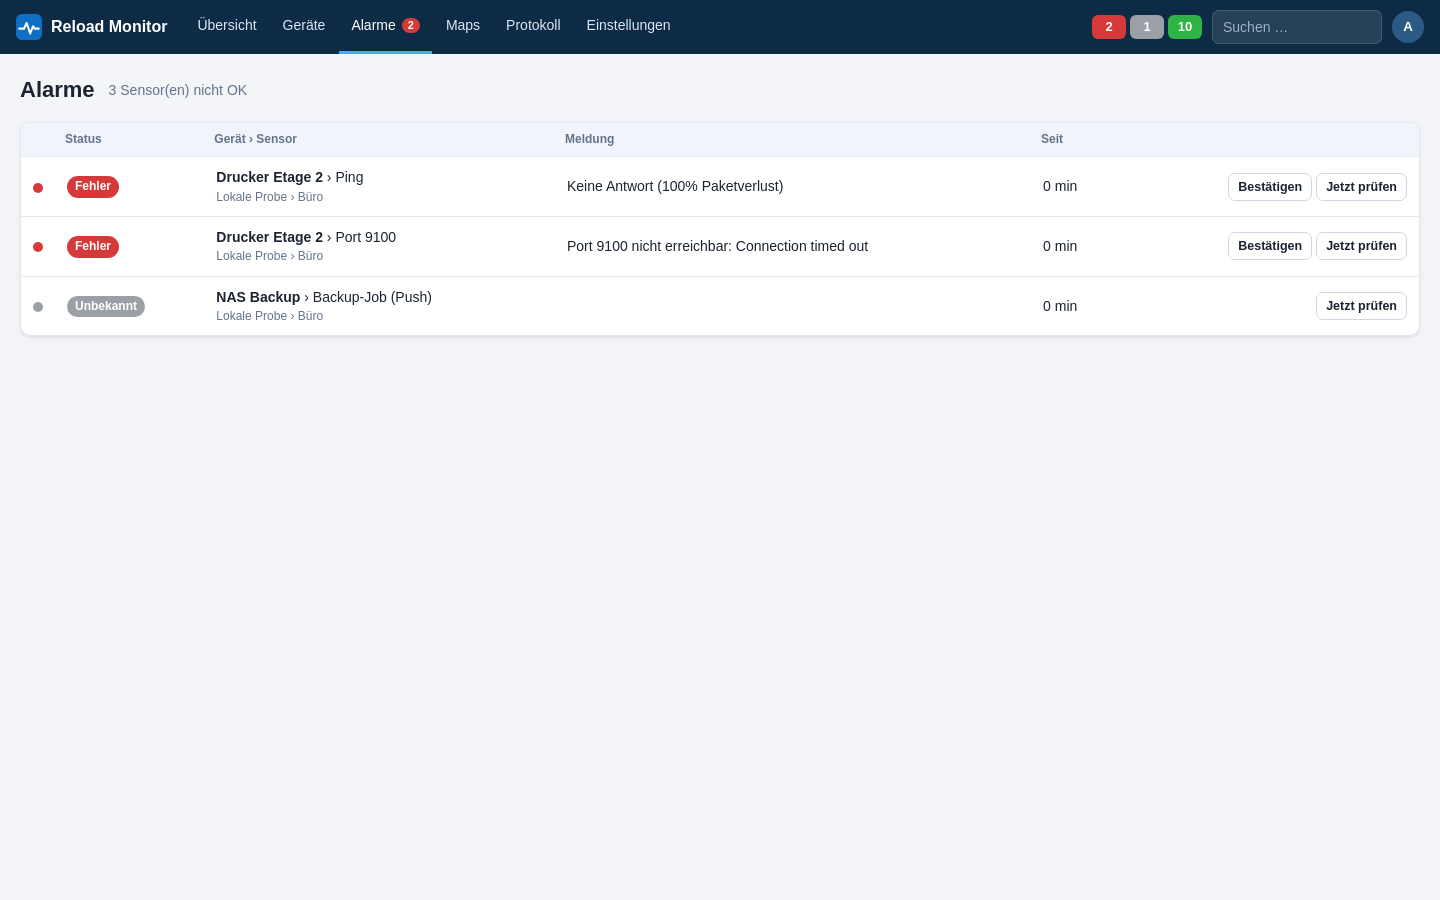 Reload Monitor Übersicht Geräte Alarme 2 Maps Protokoll Einstellungen 2 1 10 Suchen … A
Alarme 3 Sensor(en) nicht OK
Status Gerät › Sensor Meldung Seit
Fehler Drucker Etage 2 › Ping Keine Antwort (100% Paketverlust) 0 min Bestätigen Jetzt prüfen
Lokale Probe › Büro
Fehler Drucker Etage 2 › Port 9100 Port 9100 nicht erreichbar: Connection timed out 0 min Bestätigen Jetzt prüfen
Lokale Probe › Büro
Unbekannt NAS Backup › Backup-Job (Push) 0 min Jetzt prüfen
Lokale Probe › Büro